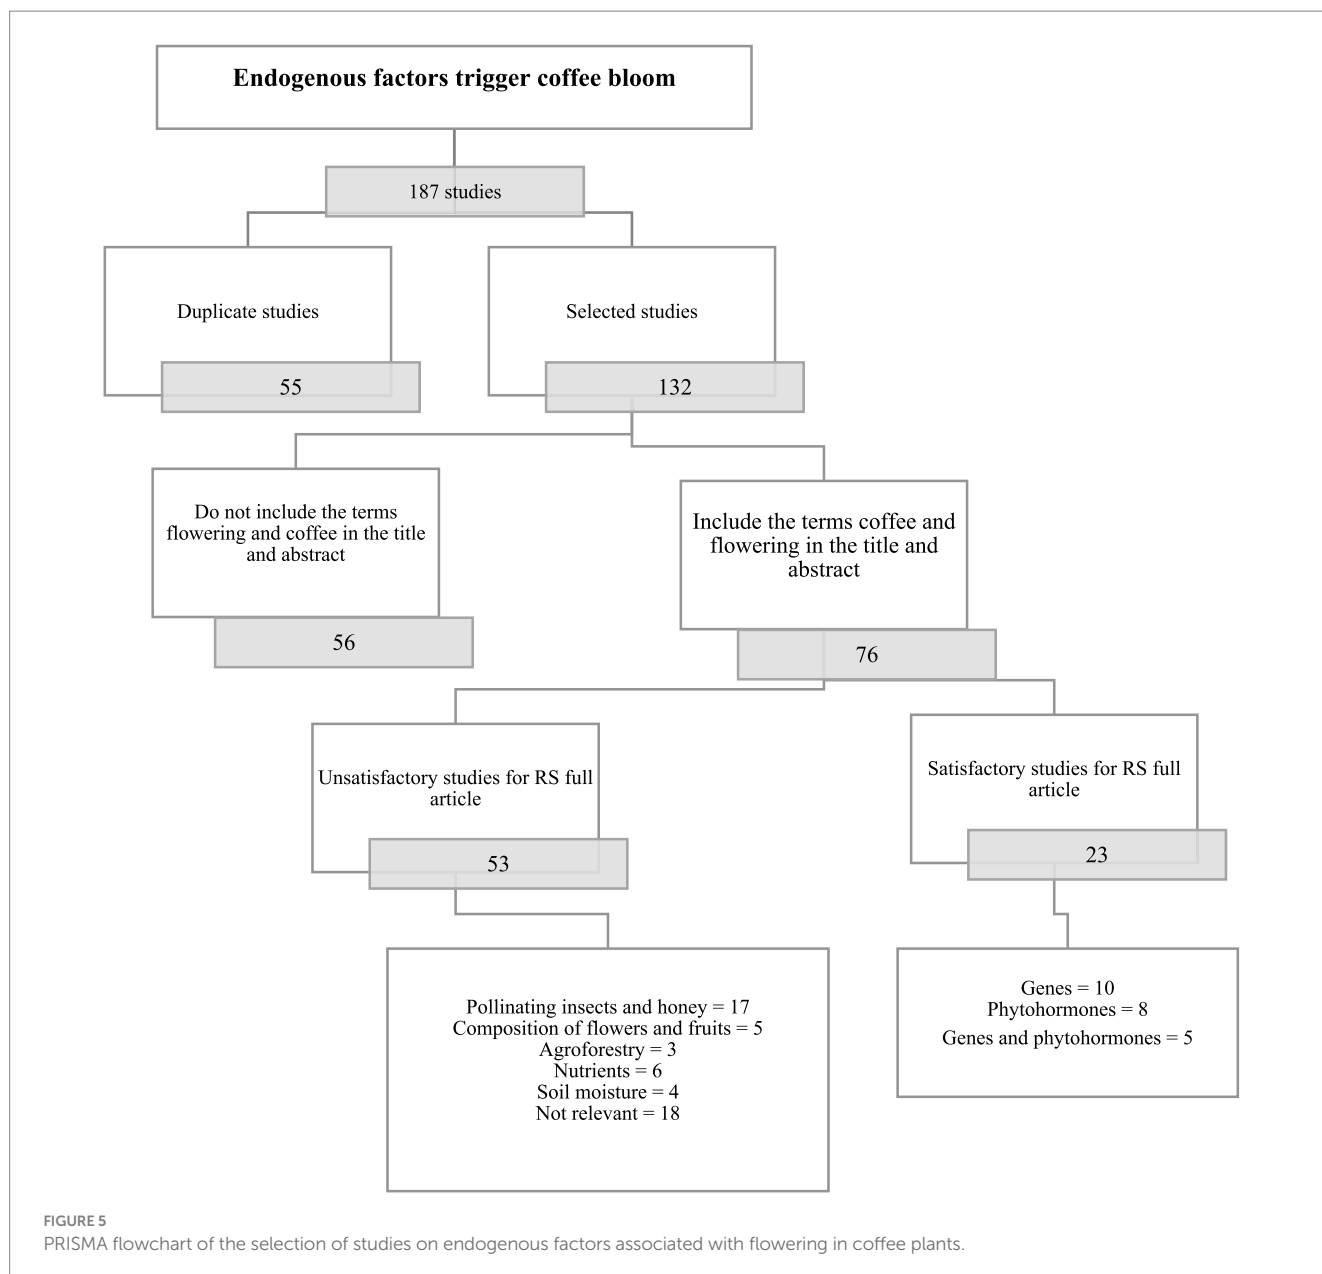 Endogenous factors trigger coffee bloom
187 studies
Duplicate studies
55
Selected studies
132
Do not include the terms
flowering and coffee in the title
and abstract
56
Include the terms coffee and
flowering in the title and
abstract
76
Unsatisfactory studies for RS full
article
53
Satisfactory studies for RS full
article
23
Pollinating insects and honey = 17
Composition of flowers and fruits = 5
Agroforestry = 3
Nutrients = 6
Soil moisture = 4
Not relevant = 18
Genes = 10
Phytohormones = 8
Genes and phytohormones = 5
FIGURE 5
PRISMA flowchart of the selection of studies on endogenous factors associated with flowering in coffee plants.